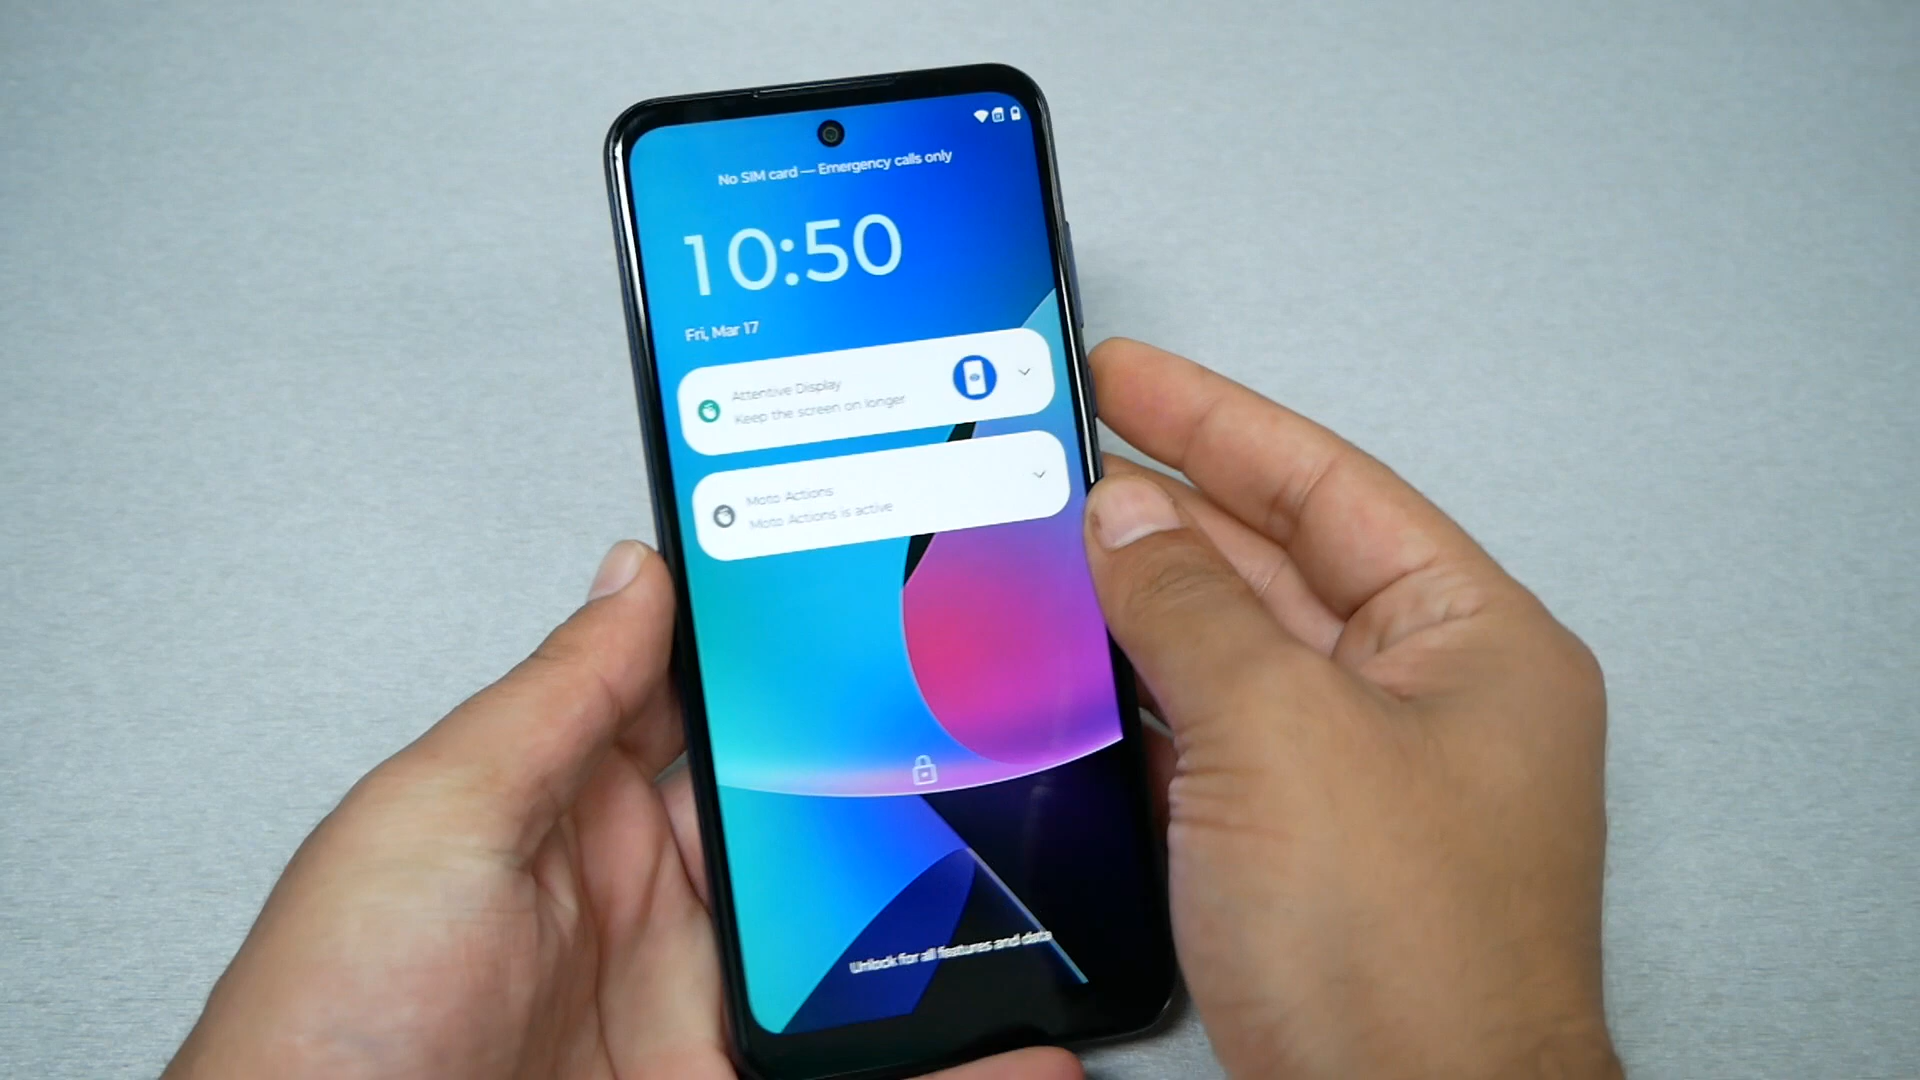 No SIM card — Emergency calls only
10:50
Fri, Mar 17
Attentive Display
Keep the screen on longer
Moto Actions
Moto Actions is active
Unlock for all features and data